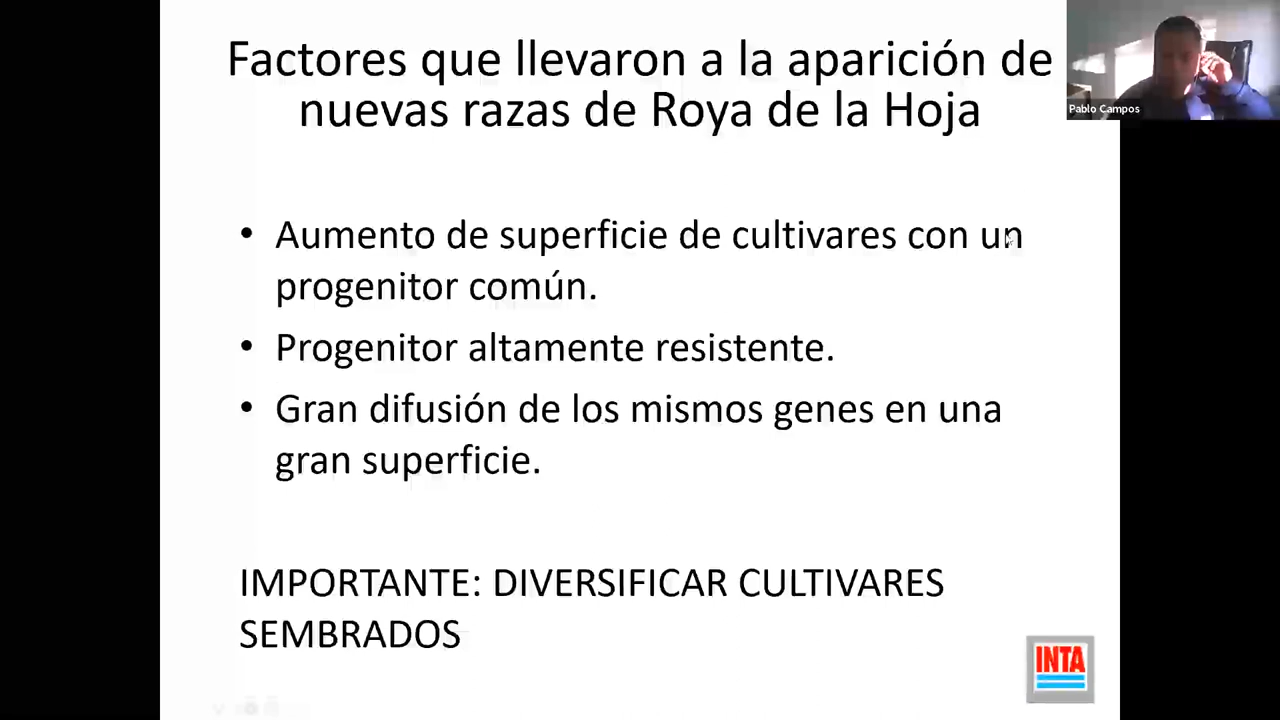 Factores que llevaron a la aparición de
nuevas razas de Roya de la Hoja
Pablo Campos
• Aumento de superficie de cultivares con un
progenitor común.
• Progenitor altamente resistente.
• Gran difusión de los mismos genes en una
gran superficie.
IMPORTANTE: DIVERSIFICAR CULTIVARES
SEMBRADOS
INTA